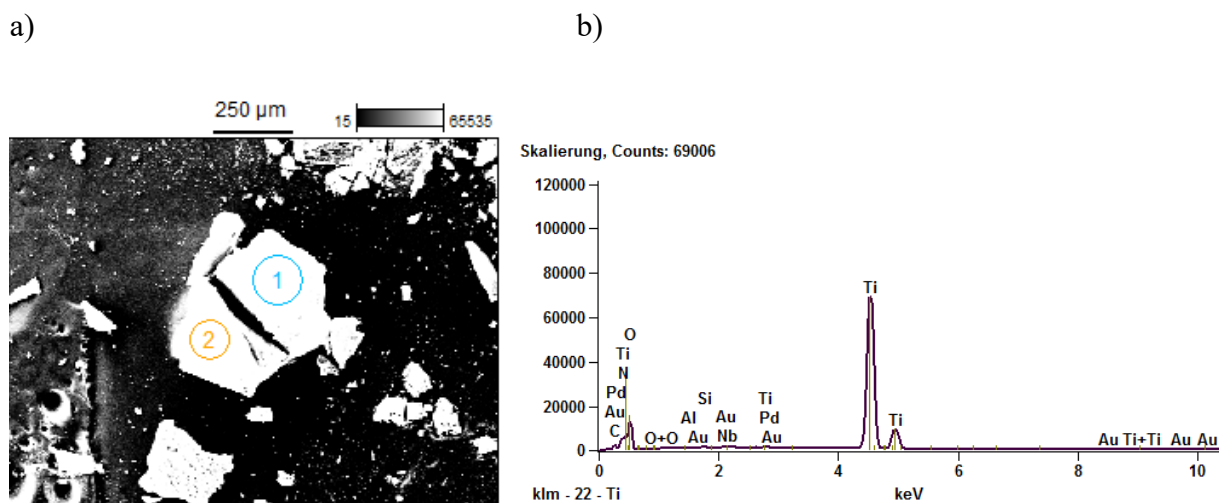 a)
b)
250 µm
15
65535
1
2
Skalierung, Counts: 69006
120000
100000
80000
60000
40000
20000
0
O
Ti
N
Pd
Au
C
O+O
Al
Si
Au
Au
Nb
Ti
Pd
Au
Ti
Ti
Au Ti+Ti Au Au
0 2 4 6 8 10
klm - 22 - Ti
keV